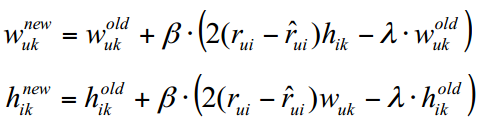 w_{uk}^{new} = w_{uk}^{old} + β·(2(r_{ui} − r̂_{ui})h_{ik} − λ·w_{uk}^{old})
h_{ik}^{new} = h_{ik}^{old} + β·(2(r_{ui} − r̂_{ui})w_{uk} − λ·h_{ik}^{old})